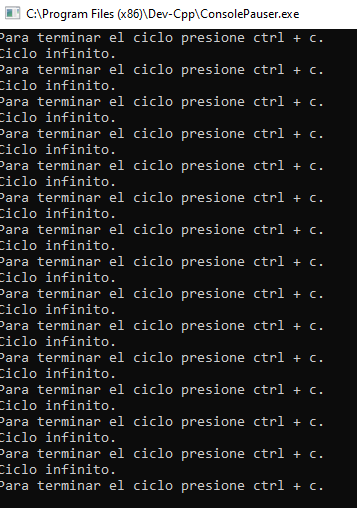 C:\Program Files (x86)\Dev-Cpp\ConsolePauser.exe
Para terminar el ciclo presione ctrl + c.
Ciclo infinito.
Para terminar el ciclo presione ctrl + c.
Ciclo infinito.
Para terminar el ciclo presione ctrl + c.
Ciclo infinito.
Para terminar el ciclo presione ctrl + c.
Ciclo infinito.
Para terminar el ciclo presione ctrl + c.
Ciclo infinito.
Para terminar el ciclo presione ctrl + c.
Ciclo infinito.
Para terminar el ciclo presione ctrl + c.
Ciclo infinito.
Para terminar el ciclo presione ctrl + c.
Ciclo infinito.
Para terminar el ciclo presione ctrl + c.
Ciclo infinito.
Para terminar el ciclo presione ctrl + c.
Ciclo infinito.
Para terminar el ciclo presione ctrl + c.
Ciclo infinito.
Para terminar el ciclo presione ctrl + c.
Ciclo infinito.
Para terminar el ciclo presione ctrl + c.
Ciclo infinito.
Para terminar el ciclo presione ctrl + c.
Ciclo infinito.
Para terminar el ciclo presione ctrl + c.